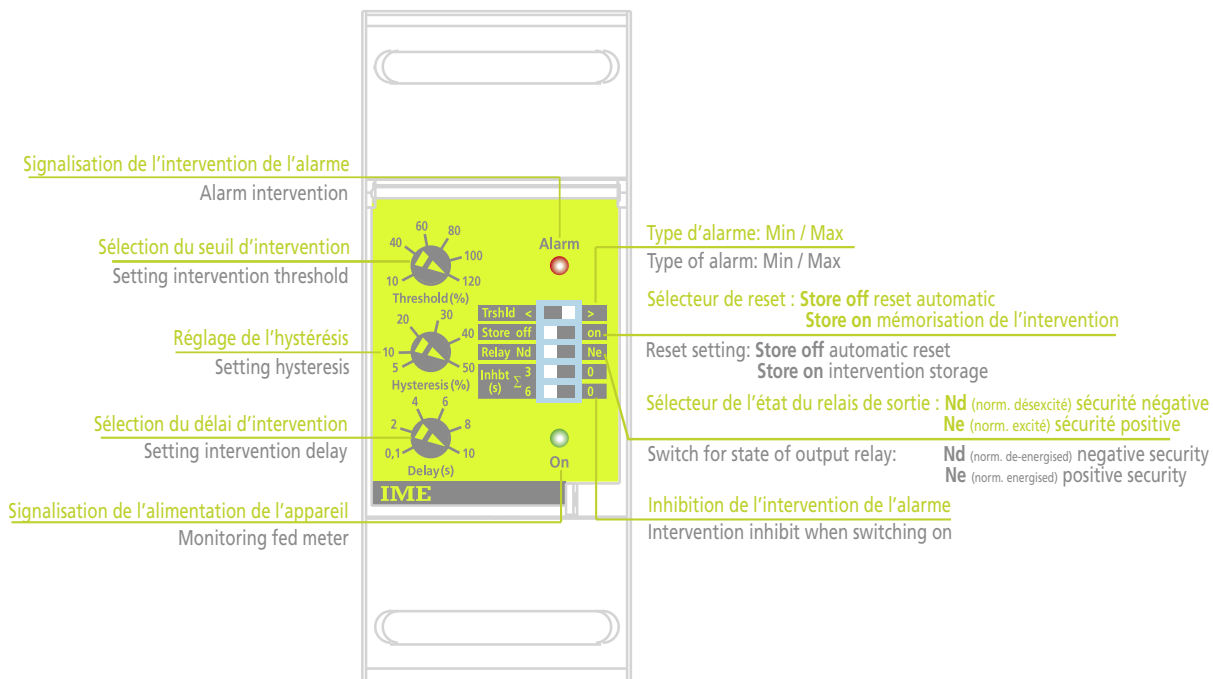 Signalisation de l'intervention de l'alarme
Alarm intervention
Sélection du seuil d'intervention
Setting intervention threshold
Réglage de l'hystérésis
Setting hysteresis
Sélection du délai d'intervention
Setting intervention delay
Signalisation de l'alimentation de l'appareil
Monitoring fed meter
10 40 60 80 100 120
Threshold(%)
5 10 20 30 40 50
Hysteresis(%)
0,1 2 4 6 8 10
Delay(s)
Alarm
Trshld < >
Store off on
Relay Nd Ne
Inhbt (s) Σ 3 0
6 0
On
IME
Type d'alarme: Min / Max
Type of alarm: Min / Max
Sélecteur de reset : Store off reset automatic
Store on mémorisation de l'intervention
Reset setting: Store off automatic reset
Store on intervention storage
Sélecteur de l'état du relais de sortie : Nd (norm. désexcité) sécurité négative
Ne (norm. excité) sécurité positive
Switch for state of output relay: Nd (norm. de-energised) negative security
Ne (norm. energised) positive security
Inhibition de l'intervention de l'alarme
Intervention inhibit when switching on